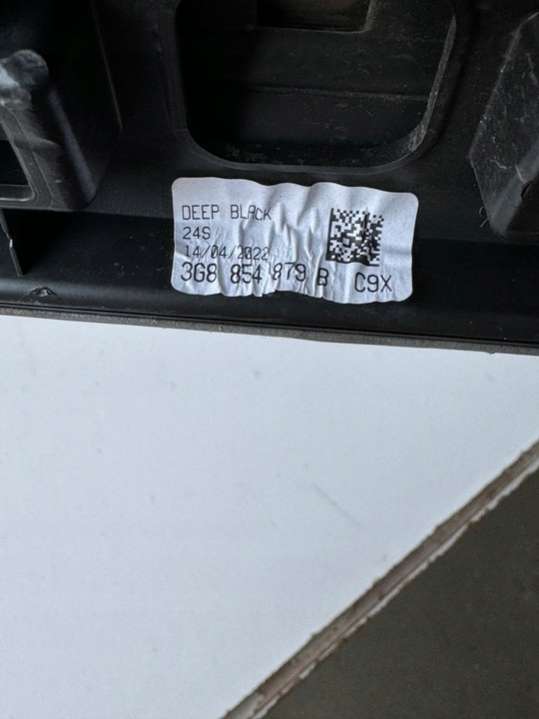 DEEP BLACK
24S
14/04/2022
3G8 854 879 B C9X